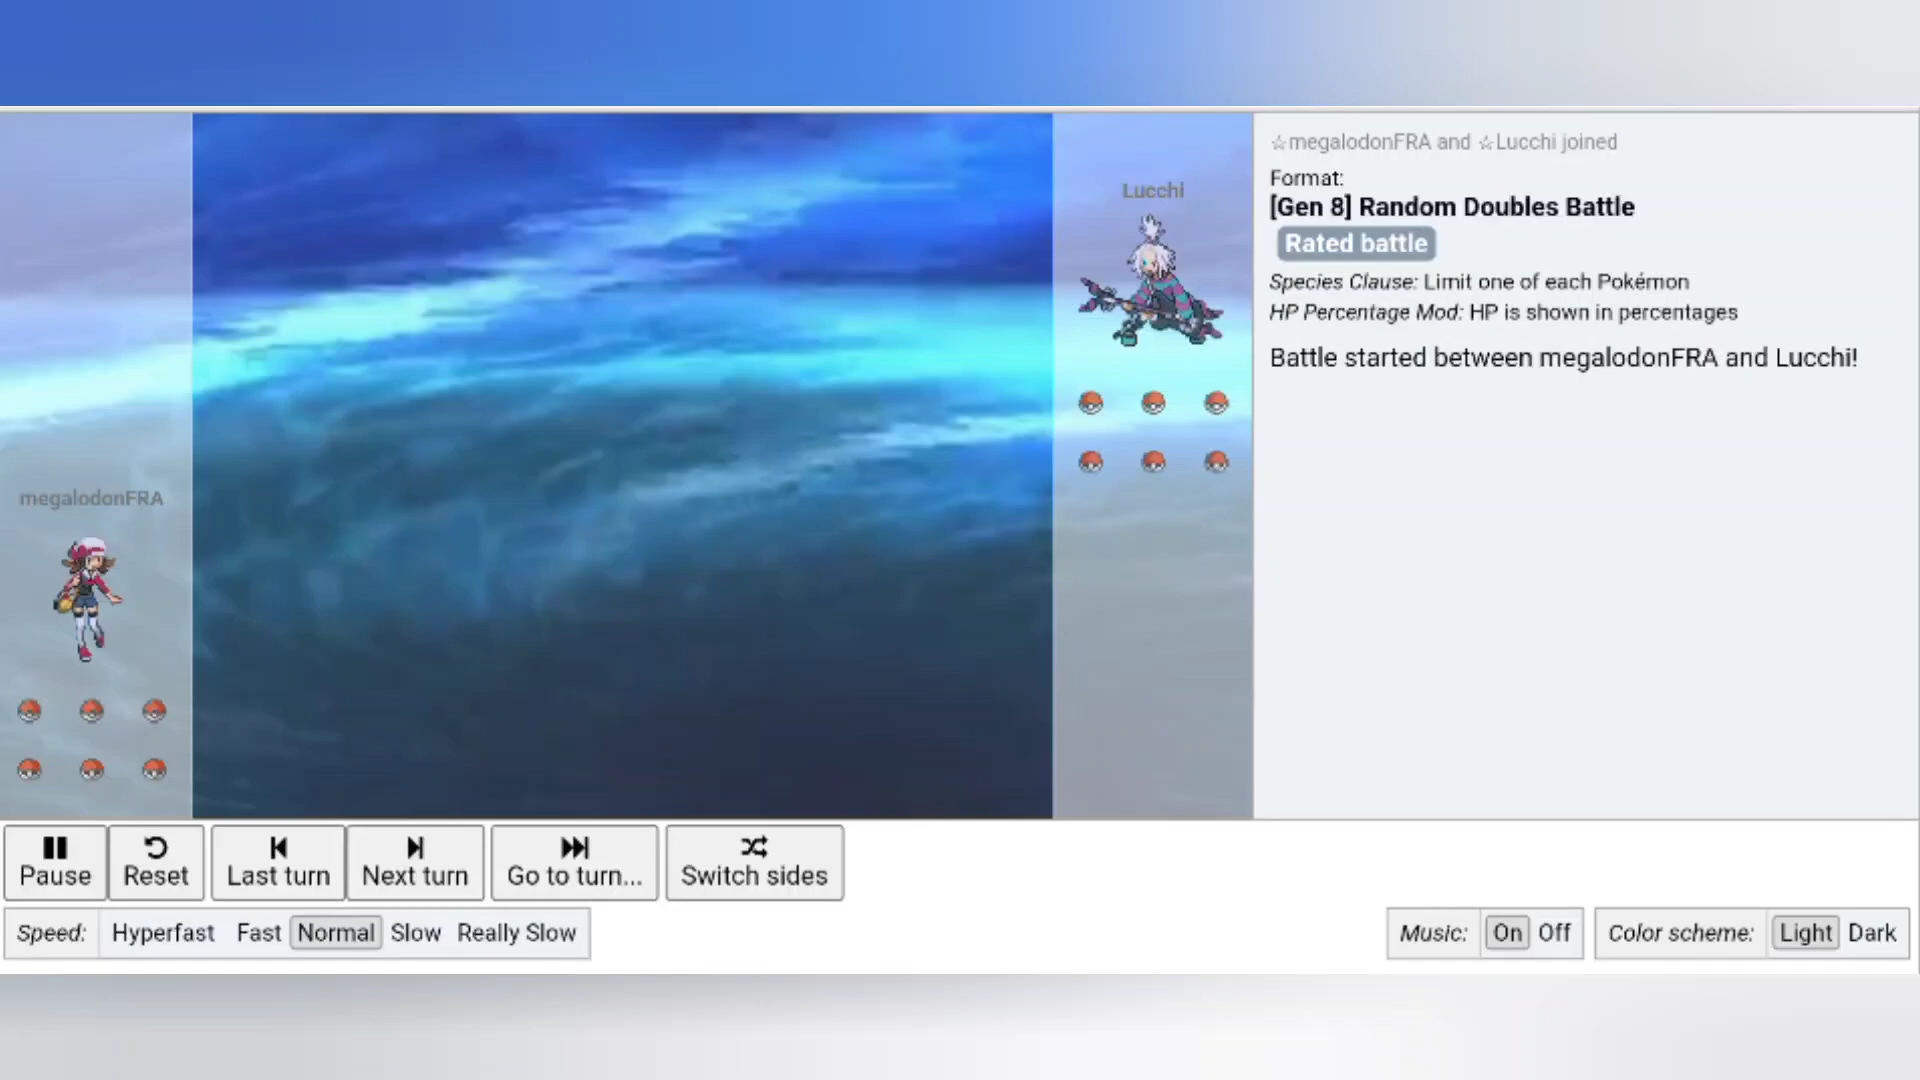 ☆megalodonFRA and ☆Lucchi joined
Format:
[Gen 8] Random Doubles Battle
Rated battle
Species Clause: Limit one of each Pokémon
HP Percentage Mod: HP is shown in percentages
Battle started between megalodonFRA and Lucchi!
Lucchi
megalodonFRA
Pause Reset Last turn Next turn Go to turn... Switch sides
Speed: Hyperfast Fast Normal Slow Really Slow
Music: On Off
Color scheme: Light Dark